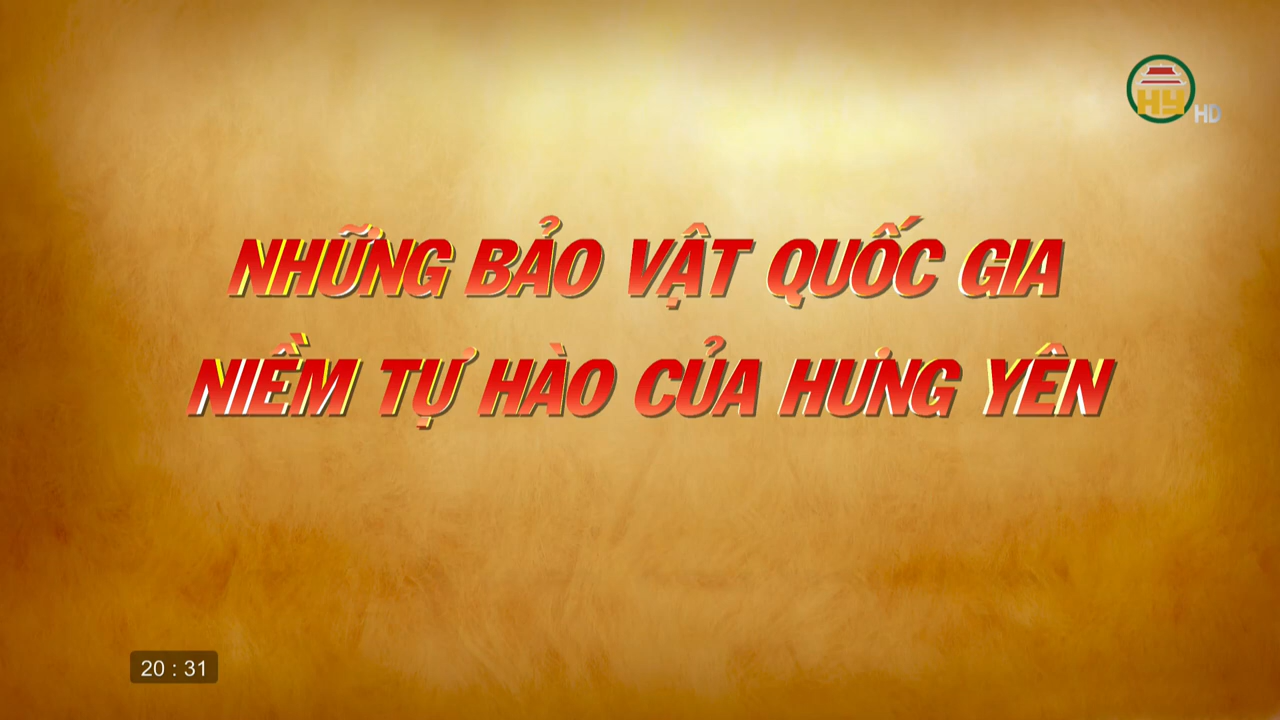 HY HD
NHỮNG BẢO VẬT QUỐC GIA
NIỀM TỰ HÀO CỦA HƯNG YÊN
20 : 31